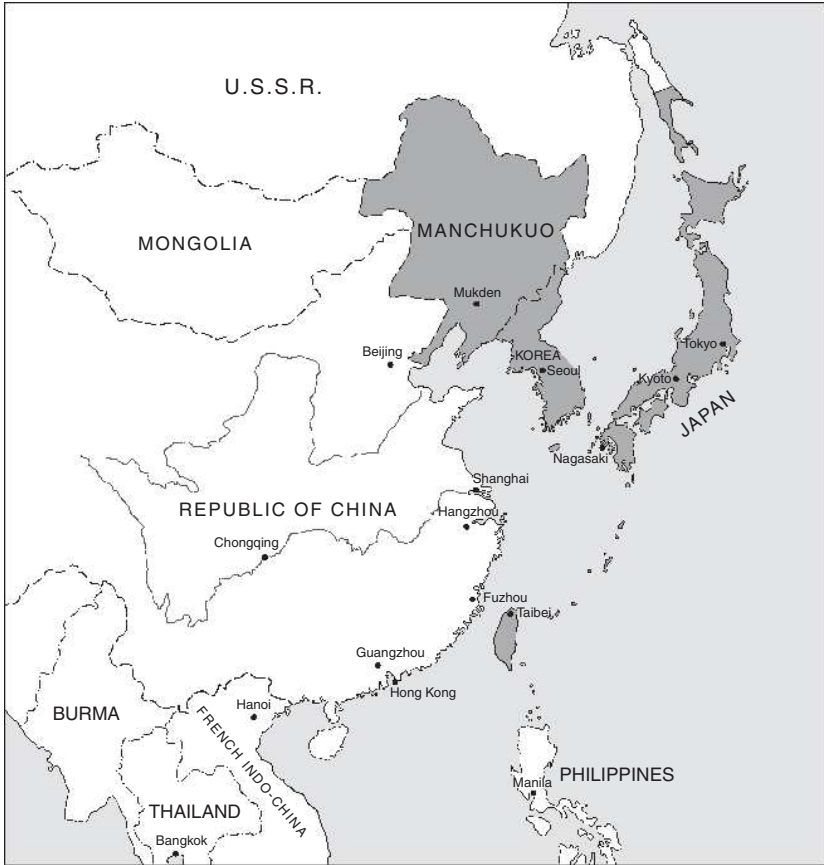 U.S.S.R.
MONGOLIA
MANCHUKUO
Mukden
Beijing
KOREA
Seoul
Tokyo
Kyoto
JAPAN
Nagasaki
Shanghai
REPUBLIC OF CHINA
Hangzhou
Chongqing
Fuzhou
Taibei
Guangzhou
Hong Kong
BURMA
Hanoi
FRENCH INDO-CHINA
PHILIPPINES
Manila
THAILAND
Bangkok